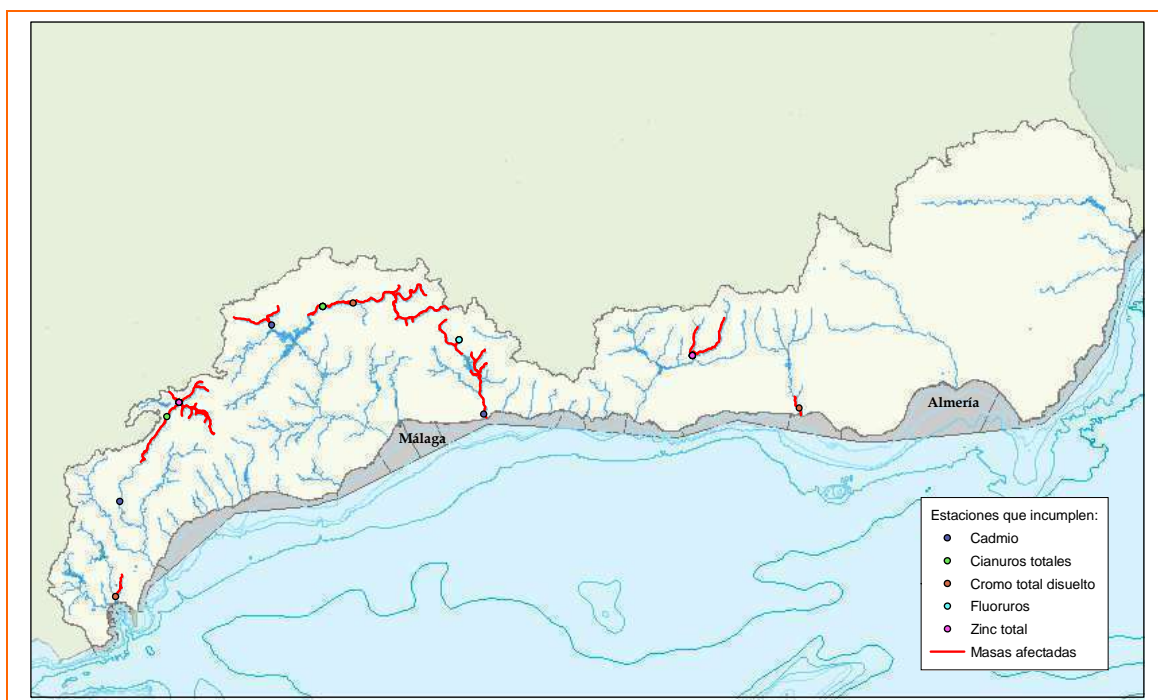 Málaga
Almería
Estaciones que incumplen:
Cadmio
Cianuros totales
Cromo total disuelto
Fluoruros
Zinc total
Masas afectadas